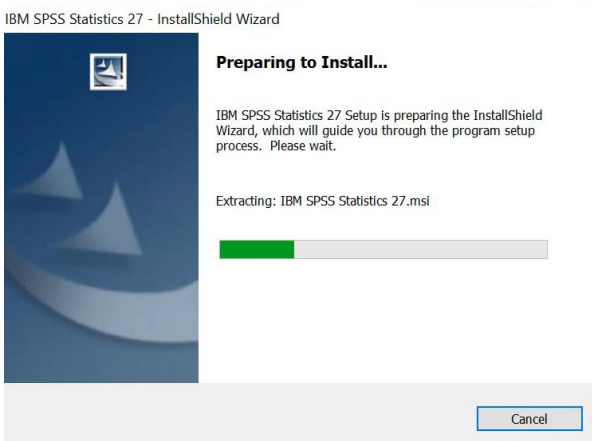 IBM SPSS Statistics 27 - InstallShield Wizard
Preparing to Install...
IBM SPSS Statistics 27 Setup is preparing the InstallShield
Wizard, which will guide you through the program setup
process. Please wait.
Extracting: IBM SPSS Statistics 27.msi
Cancel